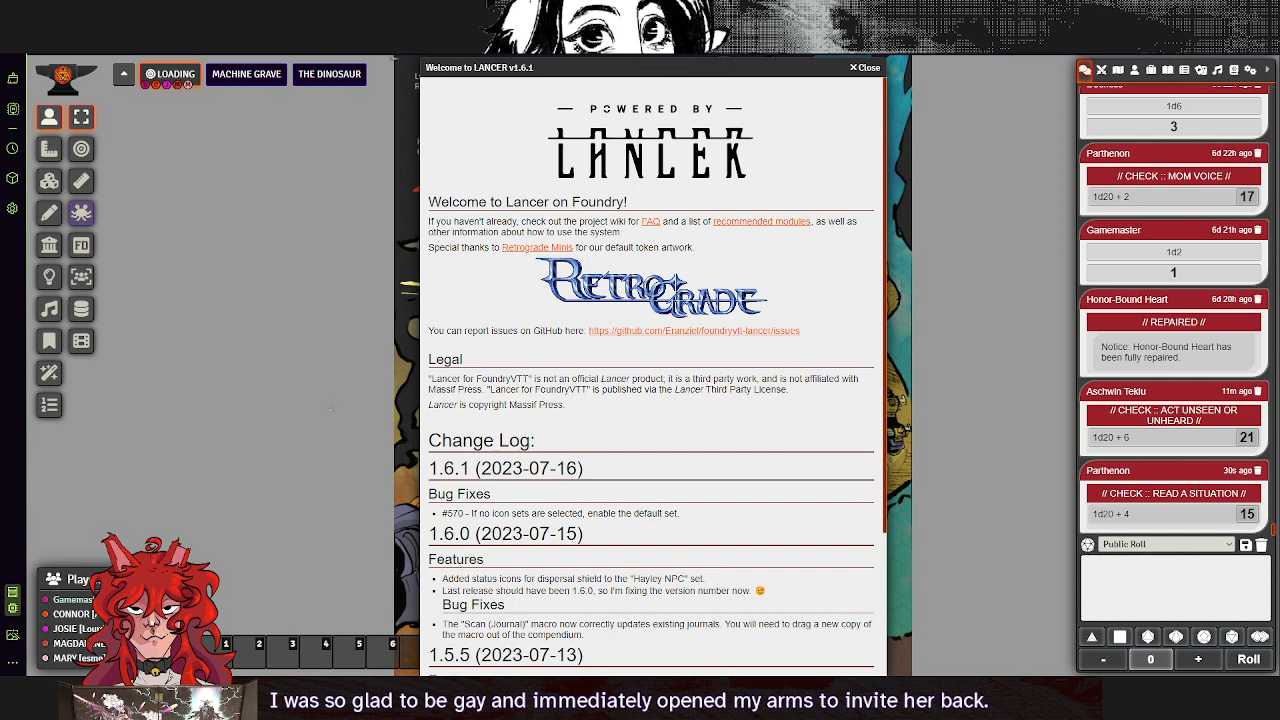 Welcome to LANCER v1.6.1
Close
LOADING
MACHINE GRAVE
THE DINOSAUR
POWERED BY
LANCER
Welcome to Lancer on Foundry!
If you haven't already, check out the project wiki for FAQ and a list of recommended modules, as well as
other information about how to use the system.
Special thanks to Retrograde Minis for our default token artwork.
RETROGRADE
You can report issues on GitHub here: https://github.com/Eranziel/foundryvtt-lancer/issues
Legal
"Lancer for FoundryVTT" is not an official Lancer product; it is a third party work, and is not affiliated with
Massif Press. "Lancer for FoundryVTT" is published via the Lancer Third Party License.
Lancer is copyright Massif Press.
Change Log:
1.6.1 (2023-07-16)
Bug Fixes
• #570 - If no icon sets are selected, enable the default set.
1.6.0 (2023-07-15)
Features
• Added status icons for dispersal shield to the "Hayley NPC" set.
• Last release should have been 1.6.0, so I'm fixing the version number now. 😉
Bug Fixes
• The "Scan (Journal)" macro now correctly updates existing journals. You will need to drag a new copy of
the macro out of the compendium.
1.5.5 (2023-07-13)
FD
Play
Gamema
CONNOR [
JOSIE [Lou
MAGDA
MARY [esme
1 2 3 4 5 6
1d6
3
Parthenon 6d 22h ago
// CHECK :: MOM VOICE //
1d20 + 2 17
Gamemaster 6d 21h ago
1d2
1
Honor-Bound Heart 6d 20h ago
// REPAIRED //
Notice: Honor-Bound Heart has
been fully repaired.
Aschwin Teklu 11m ago
// CHECK :: ACT UNSEEN OR
UNHEARD //
1d20 + 6 21
Parthenon 30s ago
// CHECK :: READ A SITUATION //
1d20 + 4 15
Public Roll
- 0 + Roll
I was so glad to be gay and immediately opened my arms to invite her back.